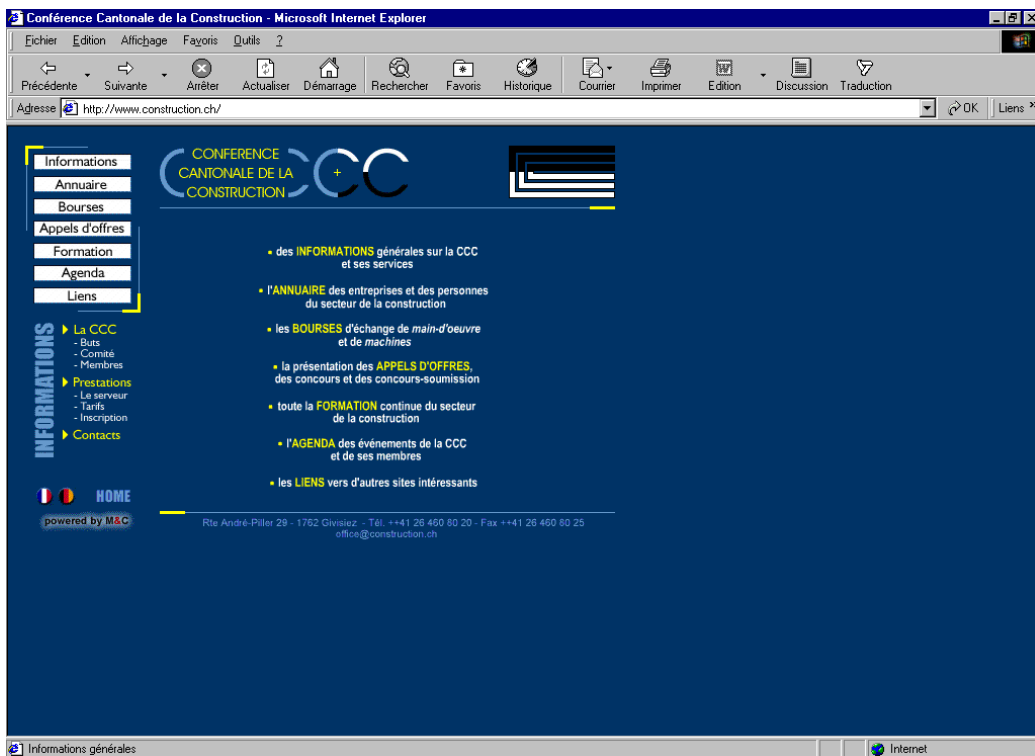 Conférence Cantonale de la Construction - Microsoft Internet Explorer
Fichier Edition Affichage Favoris Outils ?
Précédente Suivante Arrêter Actualiser Démarrage Rechercher Favoris Historique Courrier Imprimer Edition Discussion Traduction
Adresse http://www.construction.ch/ OK Liens »
Informations
Annuaire
Bourses
Appels d'offres
Formation
Agenda
Liens
INFORMATIONS
La CCC
- Buts
- Comité
- Membres
Prestations
- Le serveur
- Tarifs
- Inscription
Contacts
HOME
powered by M&C
CONFERENCE
CANTONALE DE LA
CONSTRUCTION
CCC
+
des INFORMATIONS générales sur la CCC
et ses services
l'ANNUAIRE des entreprises et des personnes
du secteur de la construction
les BOURSES d'échange de main-d'oeuvre
et de machines
la présentation des APPELS D'OFFRES,
des concours et des concours-soumission
toute la FORMATION continue du secteur
de la construction
l'AGENDA des événements de la CCC
et de ses membres
les LIENS vers d'autres sites intéressants
Rte André-Piller 29 - 1762 Givisiez - Tél. ++41 26 460 80 20 - Fax ++41 26 460 80 25
office@construction.ch
Informations générales
Internet